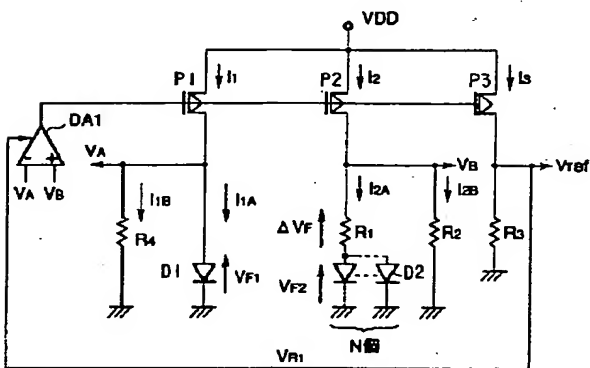 VDD
P1
I1
P2
I2
P3
I3
DA1
VA
VB
Vref
- +
VA VB
I1B
I1A
I2A
I2B
R4
ΔVF
R1
R2
R3
D1
VF1
VF2
D2
N個
VR1